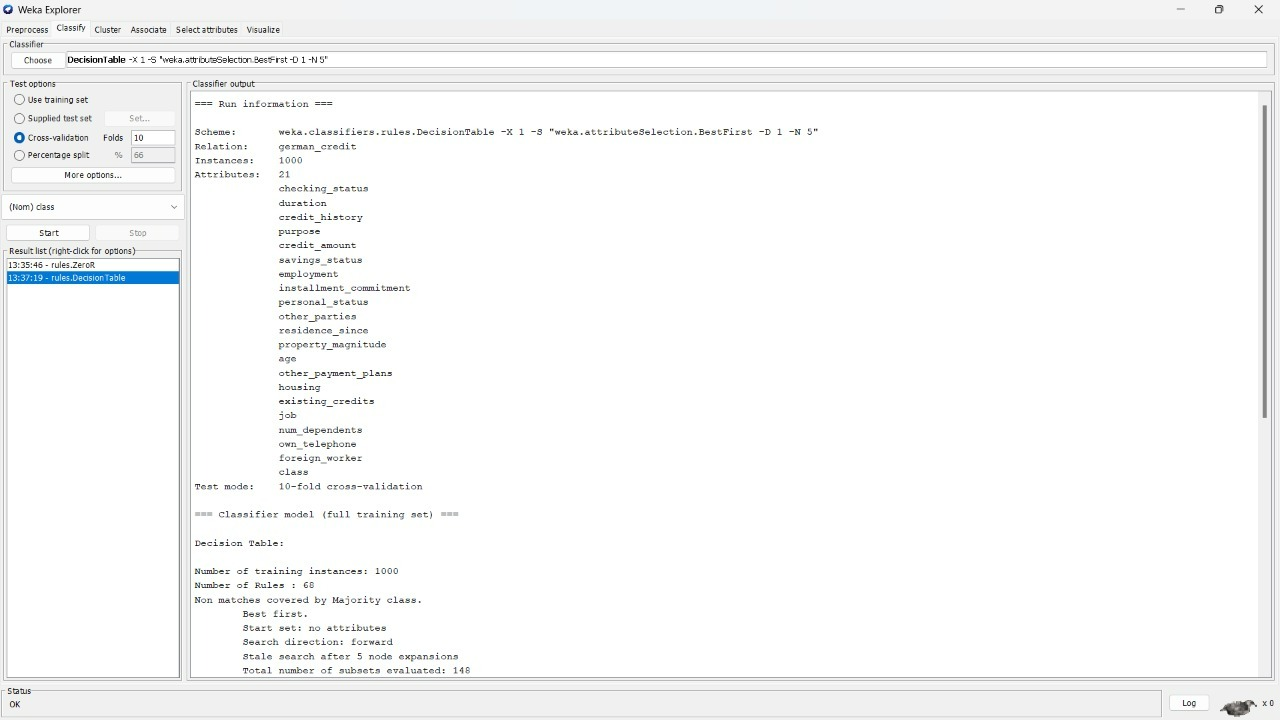 Weka Explorer
Preprocess Classify Cluster Associate Select attributes Visualize
Classifier
Choose DecisionTable -X 1 -S "weka.attributeSelection.BestFirst -D 1 -N 5"
Test options
Use training set
Supplied test set Set...
Cross-validation Folds 10
Percentage split % 66
More options...
(Nom) class
Start Stop
Result list (right-click for options)
13:35:46 - rules.ZeroR
13:37:19 - rules.DecisionTable
Classifier output
=== Run information ===
Scheme: weka.classifiers.rules.DecisionTable -X 1 -S "weka.attributeSelection.BestFirst -D 1 -N 5"
Relation: german_credit
Instances: 1000
Attributes: 21
checking_status
duration
credit_history
purpose
credit_amount
savings_status
employment
installment_commitment
personal_status
other_parties
residence_since
property_magnitude
age
other_payment_plans
housing
existing_credits
job
num_dependents
own_telephone
foreign_worker
class
Test mode: 10-fold cross-validation
=== Classifier model (full training set) ===
Decision Table:
Number of training instances: 1000
Number of Rules : 68
Non matches covered by Majority class.
Best first.
Start set: no attributes
Search direction: forward
Stale search after 5 node expansions
Total number of subsets evaluated: 148
Status
OK
Log x 0